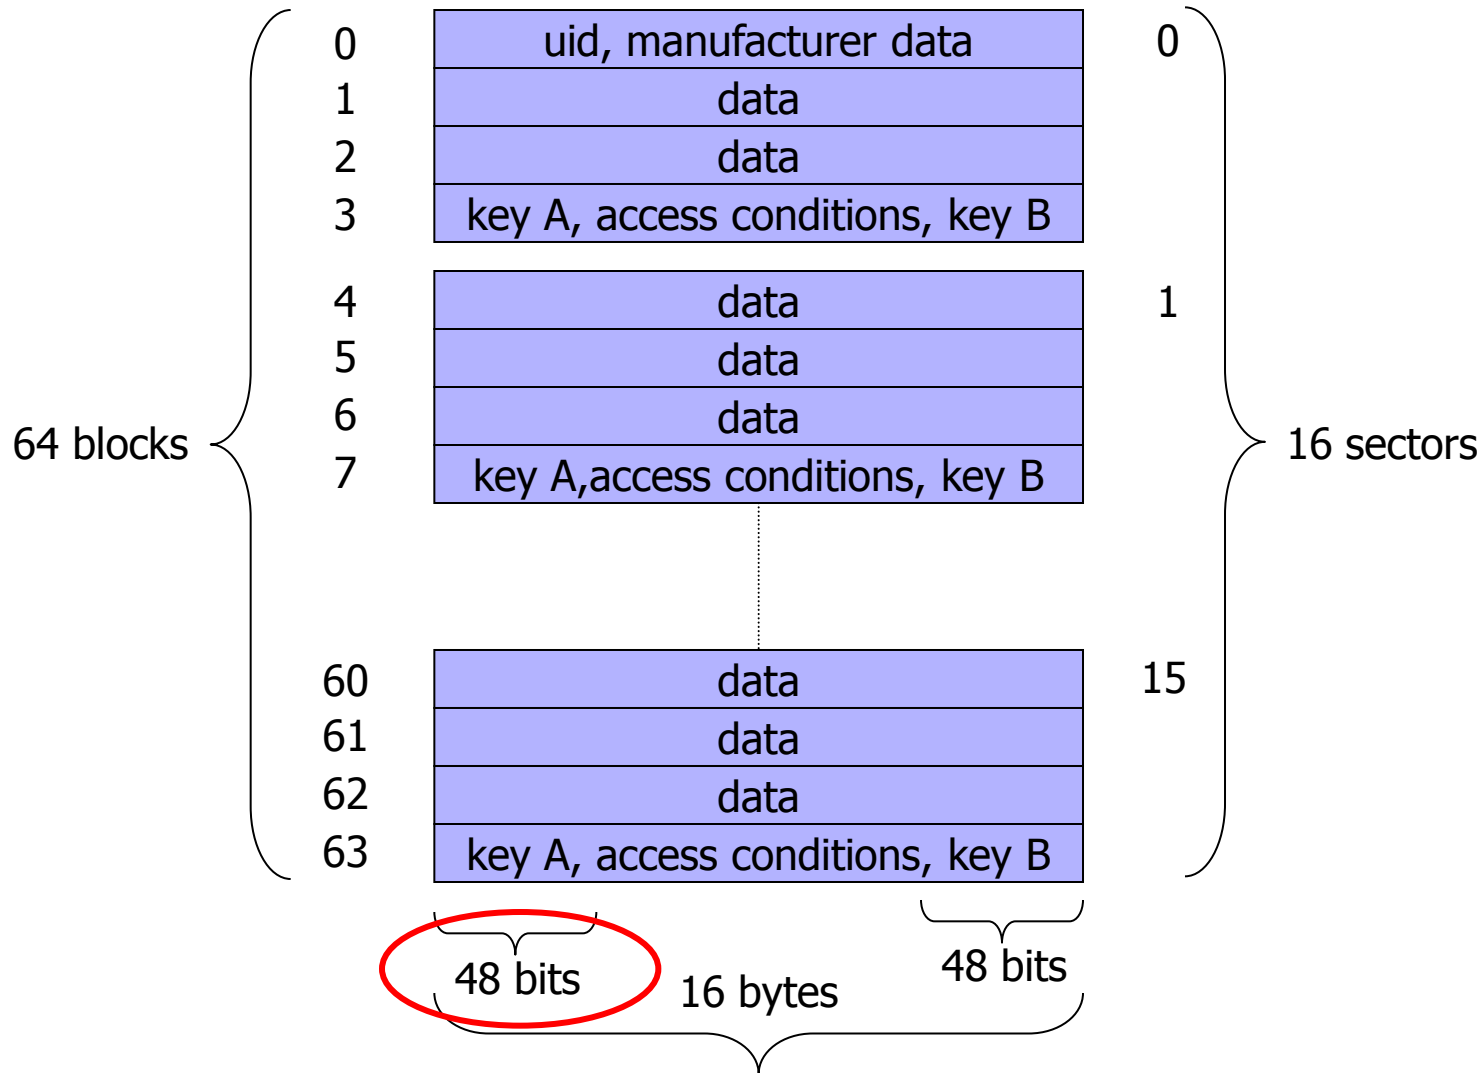 0 uid, manufacturer data 0
1 data
2 data
3 key A, access conditions, key B
4 data 1
5 data
6 data
64 blocks 16 sectors
7 key A,access conditions, key B
60 data 15
61 data
62 data
63 key A, access conditions, key B
48 bits 48 bits
16 bytes